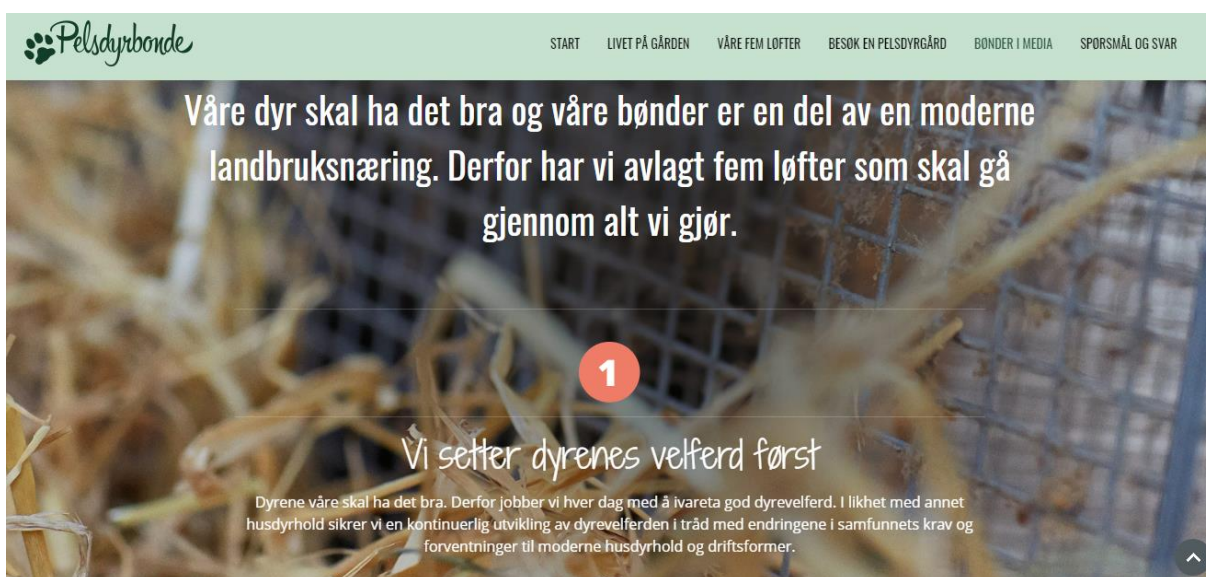 Pelsdyrbonde
START LIVET PÅ GÅRDEN VÅRE FEM LØFTER BESØK EN PELSDYRGÅRD BØNDER I MEDIA SPØRSMÅL OG SVAR
Våre dyr skal ha det bra og våre bønder er en del av en moderne
landbruksnæring. Derfor har vi avlagt fem løfter som skal gå
gjennom alt vi gjør.
1
Vi setter dyrenes velferd først
Dyrene våre skal ha det bra. Derfor jobber vi hver dag med å ivareta god dyrevelferd. I likhet med annet
husdyrhold sikrer vi en kontinuerlig utvikling av dyrevelferden i tråd med endringene i samfunnets krav og
forventninger til moderne husdyrhold og driftsformer.